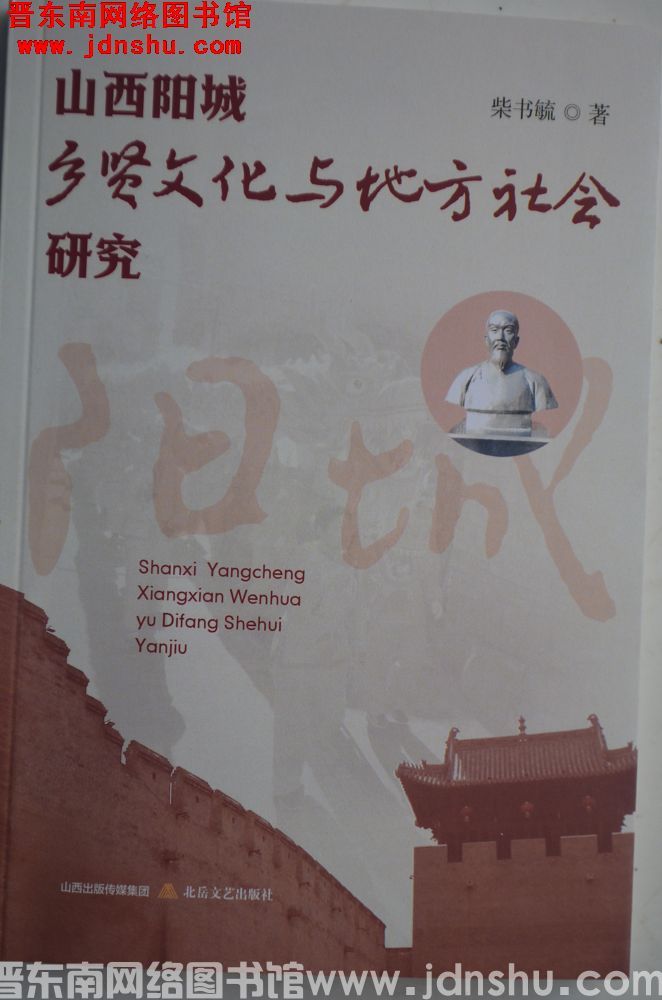 晋东南网络图书馆
www.jdnshu.com
山西阳城
柴书毓 ◎ 著
乡贤文化与地方社会
研究
阳城
Shanxi Yangcheng
Xiangxian Wenhua
yu Difang Shehui
Yanjiu
山西出版传媒集团 北岳文艺出版社
晋东南网络图书馆www.jdnshu.com